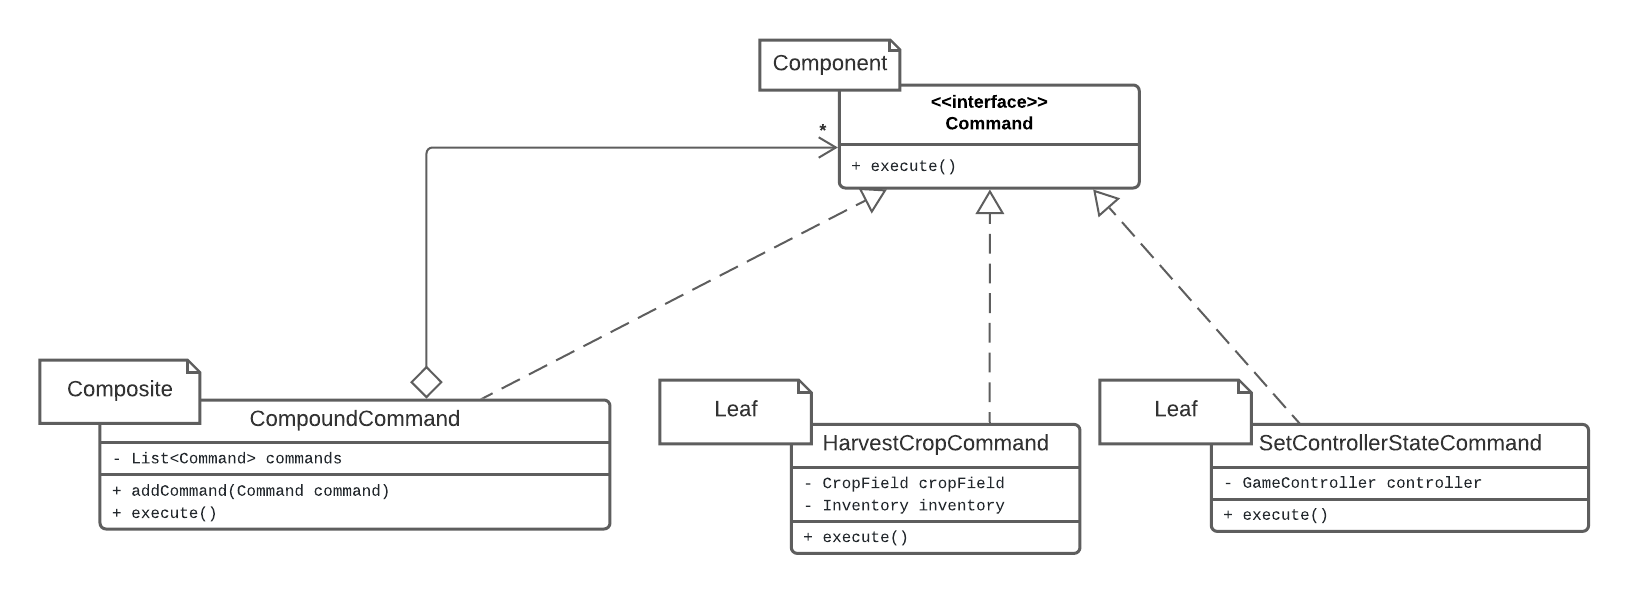 Component
<<interface>>
Command
*
+ execute()
Composite
CompoundCommand
- List<Command> commands
+ addCommand(Command command)
+ execute()
Leaf
HarvestCropCommand
- CropField cropField
- Inventory inventory
+ execute()
Leaf
SetControllerStateCommand
- GameController controller
+ execute()